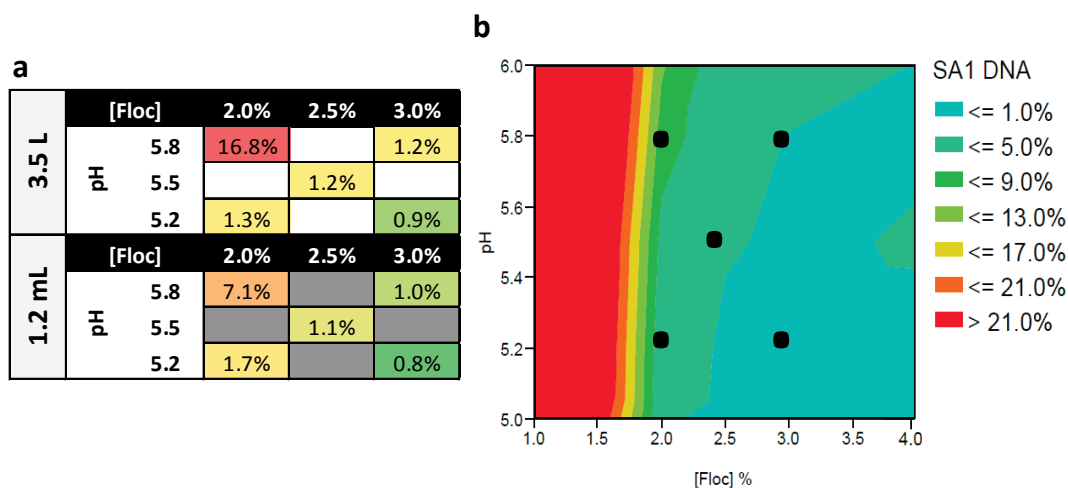 a
3.5 L
[Floc] 2.0% 2.5% 3.0%
pH
5.8 16.8% 1.2%
5.5 1.2%
5.2 1.3% 0.9%
1.2 mL
[Floc] 2.0% 2.5% 3.0%
pH
5.8 7.1% 1.0%
5.5 1.1%
5.2 1.7% 0.8%
b
pH
6.0
5.8
5.6
5.4
5.2
5.0
1.0 1.5 2.0 2.5 3.0 3.5 4.0
[Floc] %
SA1 DNA
<= 1.0%
<= 5.0%
<= 9.0%
<= 13.0%
<= 17.0%
<= 21.0%
> 21.0%